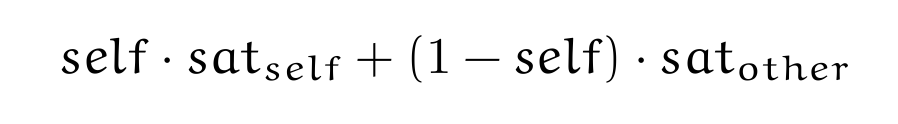 self · sat_self + (1 − self) · sat_other